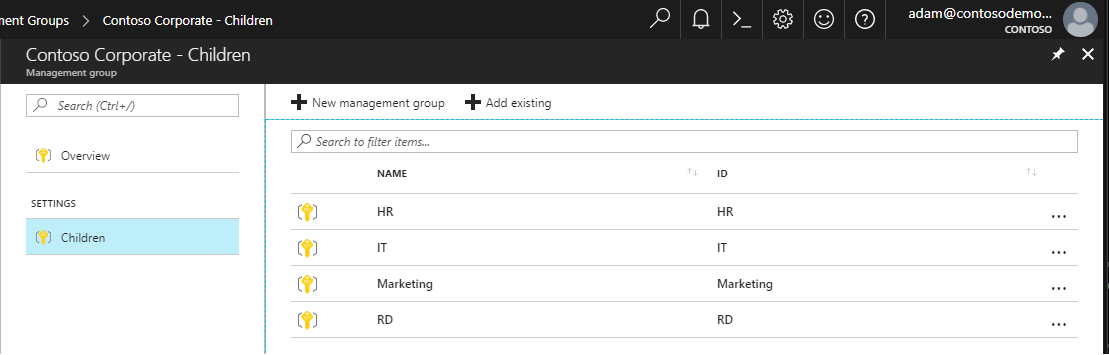 ment Groups > Contoso Corporate - Children
adam@contosodemo...
CONTOSO
Contoso Corporate - Children
Management group
Search (Ctrl+/)
Overview
SETTINGS
Children
New management group Add existing
Search to filter items...
NAME ID
HR HR ...
IT IT ...
Marketing Marketing ...
RD RD ...